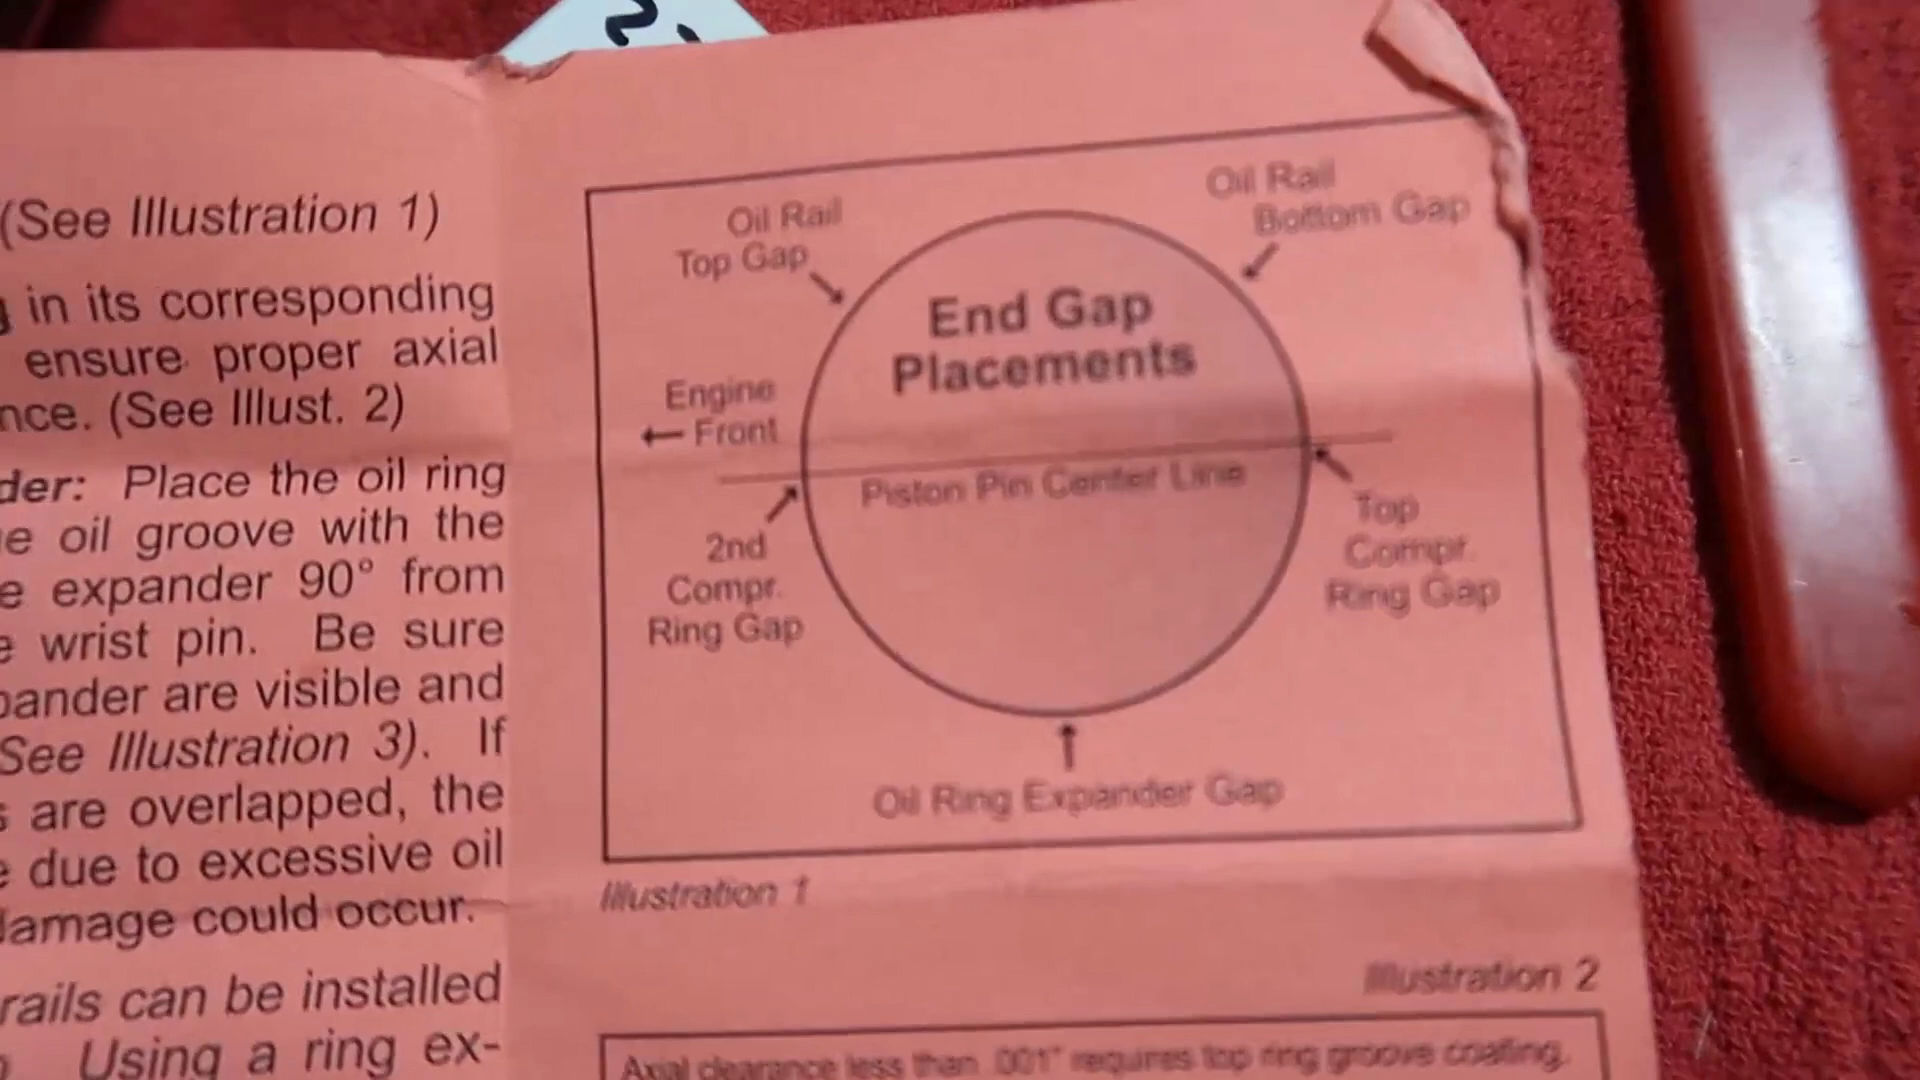 (See Illustration 1)
in its corresponding
ensure proper axial
nce. (See Illust. 2)
der: Place the oil ring
e oil groove with the
e expander 90° from
e wrist pin. Be sure
pander are visible and
See Illustration 3). If
s are overlapped, the
e due to excessive oil
damage could occur.
rails can be installed
Using a ring ex-
Oil Rail
Top Gap
Oil Rail
Bottom Gap
End Gap
Placements
Engine
← Front
Piston Pin Center Line
2nd
Compr.
Ring Gap
Top
Compr.
Ring Gap
Oil Ring Expander Gap
Illustration 1
Illustration 2
Axial clearance less than .001" requires top ring groove coating.